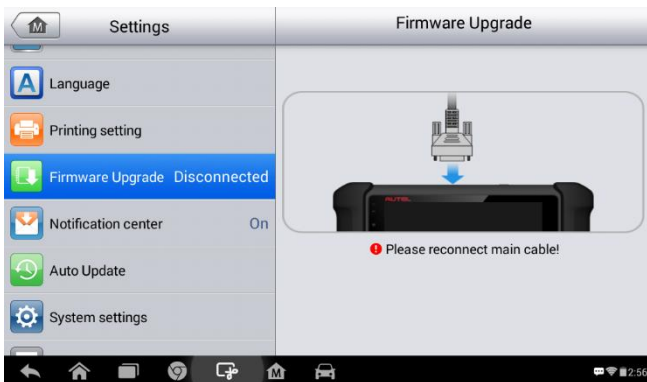 M
Settings
Firmware Upgrade
A Language
Printing setting
Firmware Upgrade Disconnected
Notification center On
Auto Update
System settings
AUTEL
Please reconnect main cable!
M
2:56